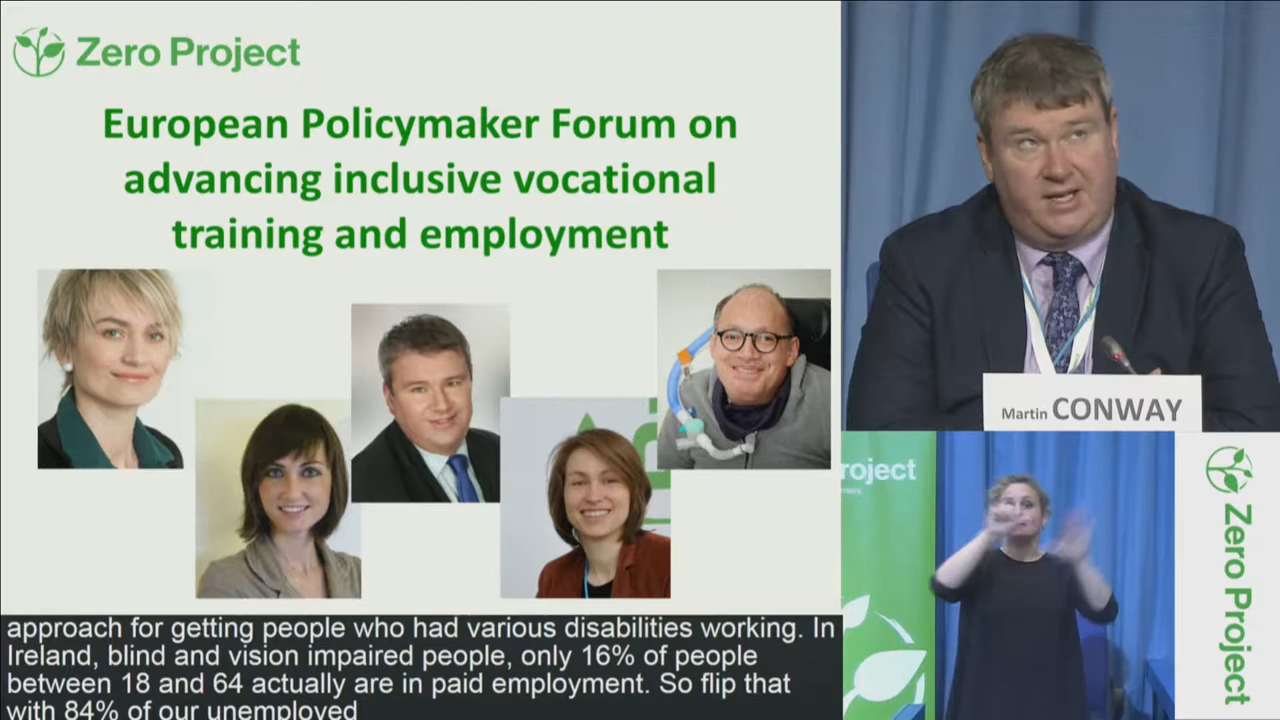 Zero Project
European Policymaker Forum on
advancing inclusive vocational
training and employment
Martin CONWAY
roject
Zero Project
approach for getting people who had various disabilities working. In
Ireland, blind and vision impaired people, only 16% of people
between 18 and 64 actually are in paid employment. So flip that
with 84% of our unemployed